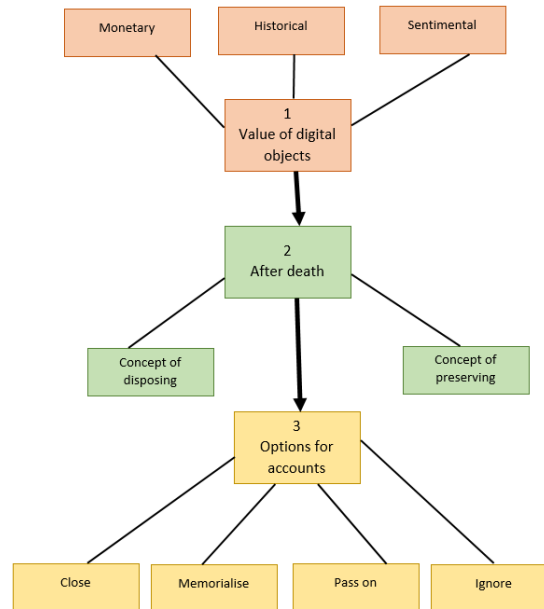 Monetary
Historical
Sentimental
1
Value of digital
objects
2
After death
Concept of
disposing
Concept of
preserving
3
Options for
accounts
Close
Memorialise
Pass on
Ignore